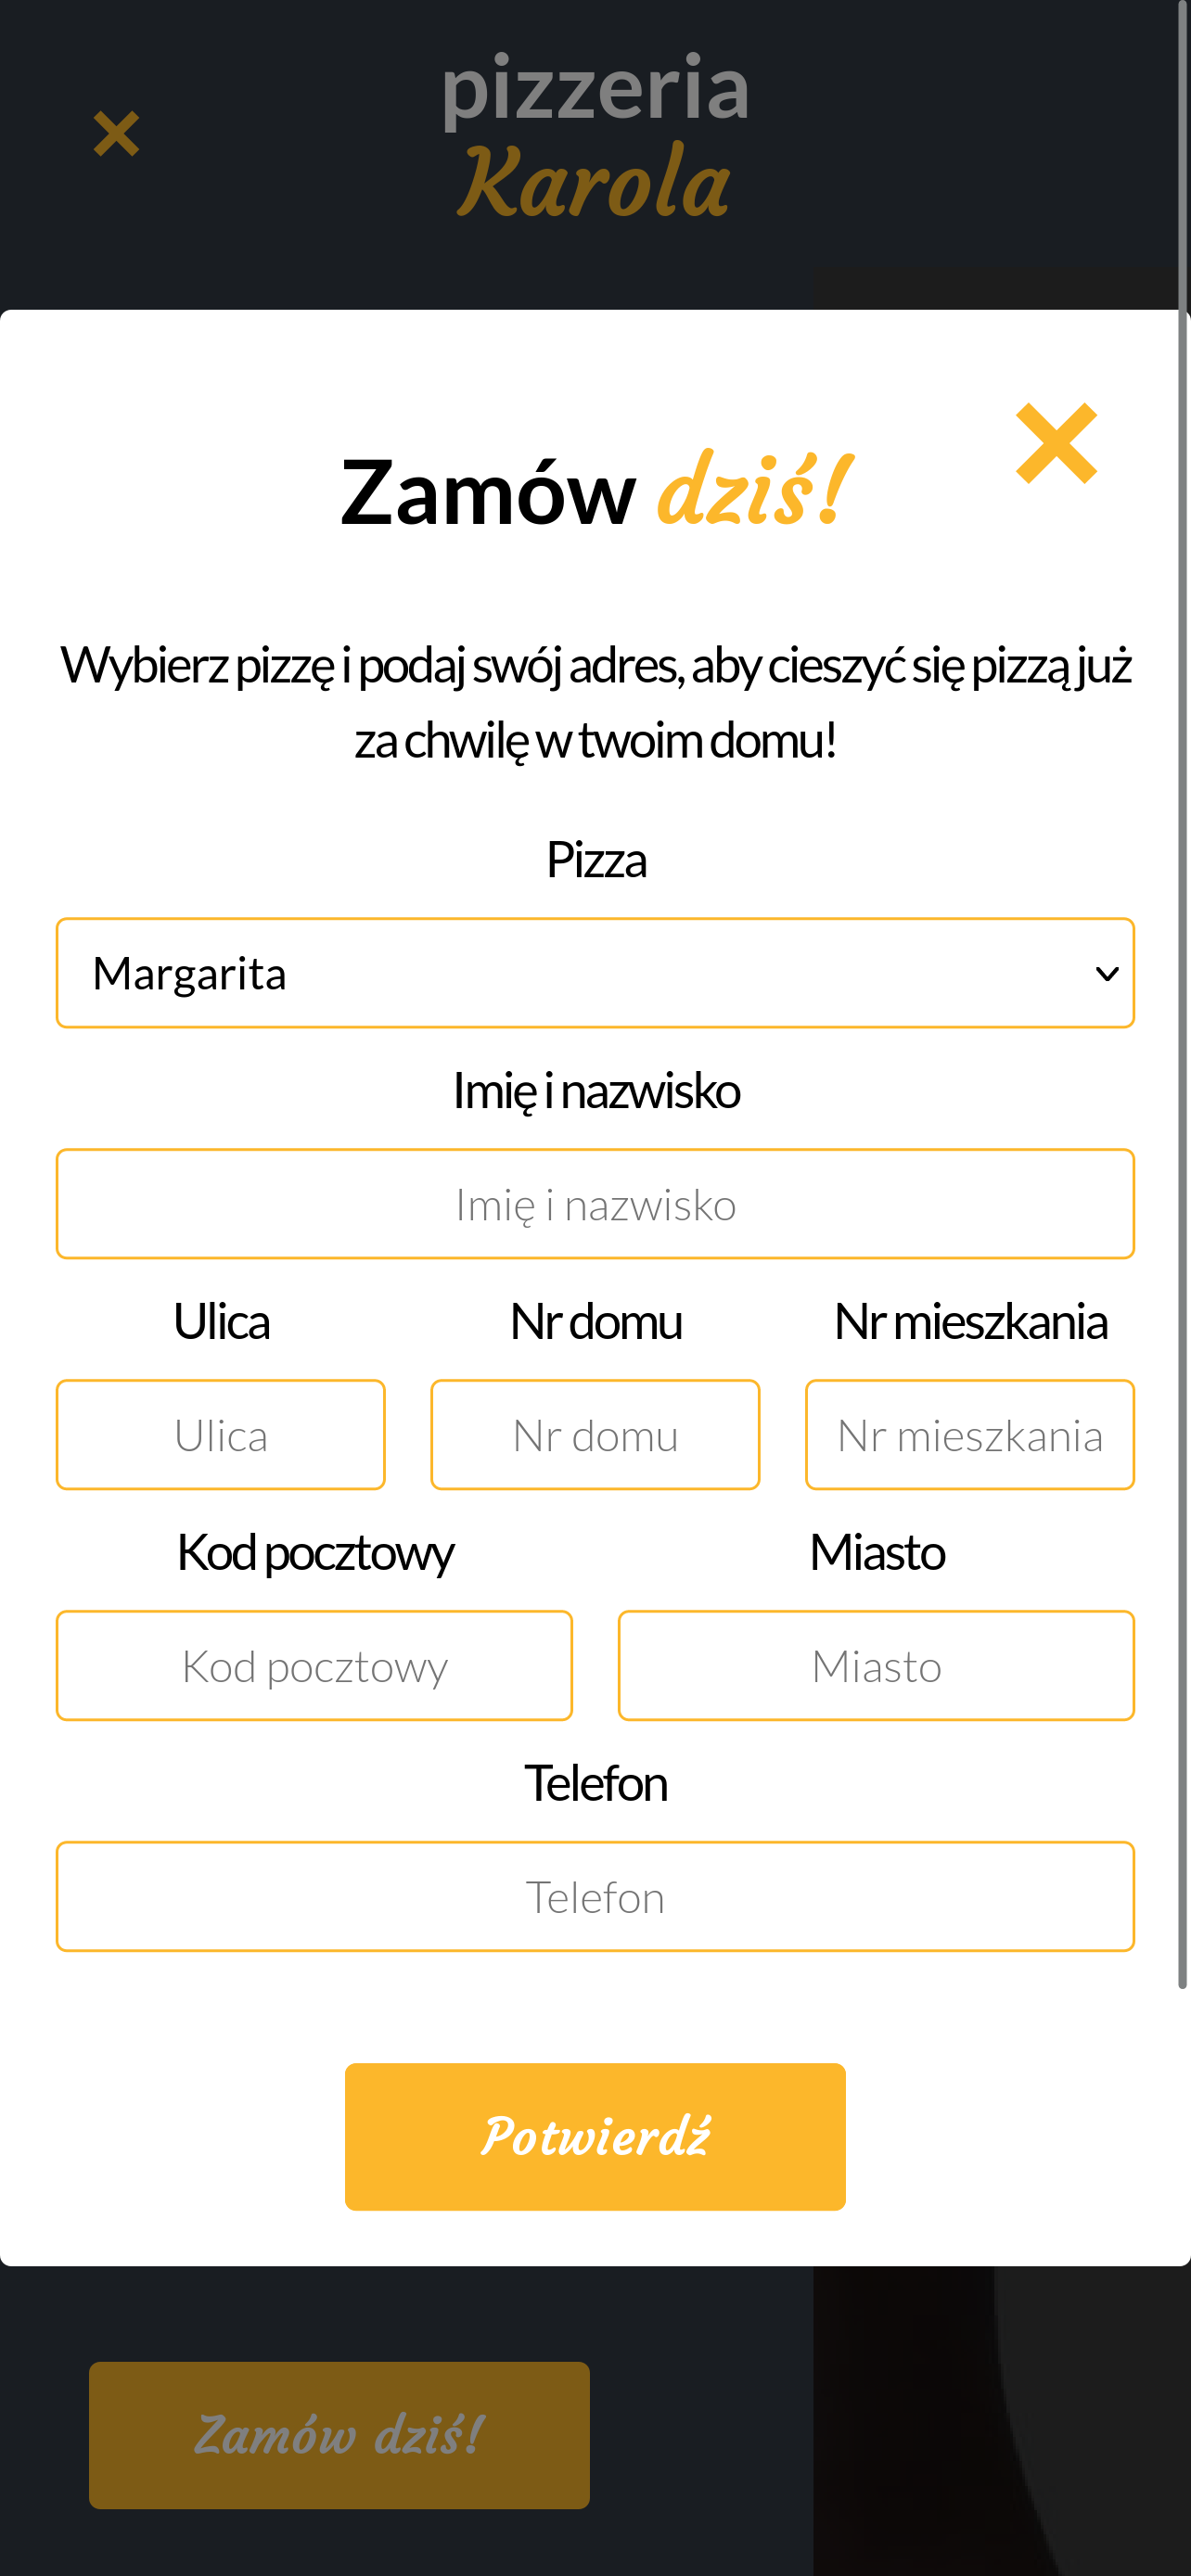 pizzeria
Karola
Zamów dziś!
Wybierz pizzę i podaj swój adres, aby cieszyć się pizzą już
za chwilę w twoim domu!
Pizza
Margarita
Imię i nazwisko
Imię i nazwisko
Ulica Nr domu Nr mieszkania
Ulica Nr domu Nr mieszkania
Kod pocztowy Miasto
Kod pocztowy Miasto
Telefon
Telefon
Potwierdź
Zamów dziś!